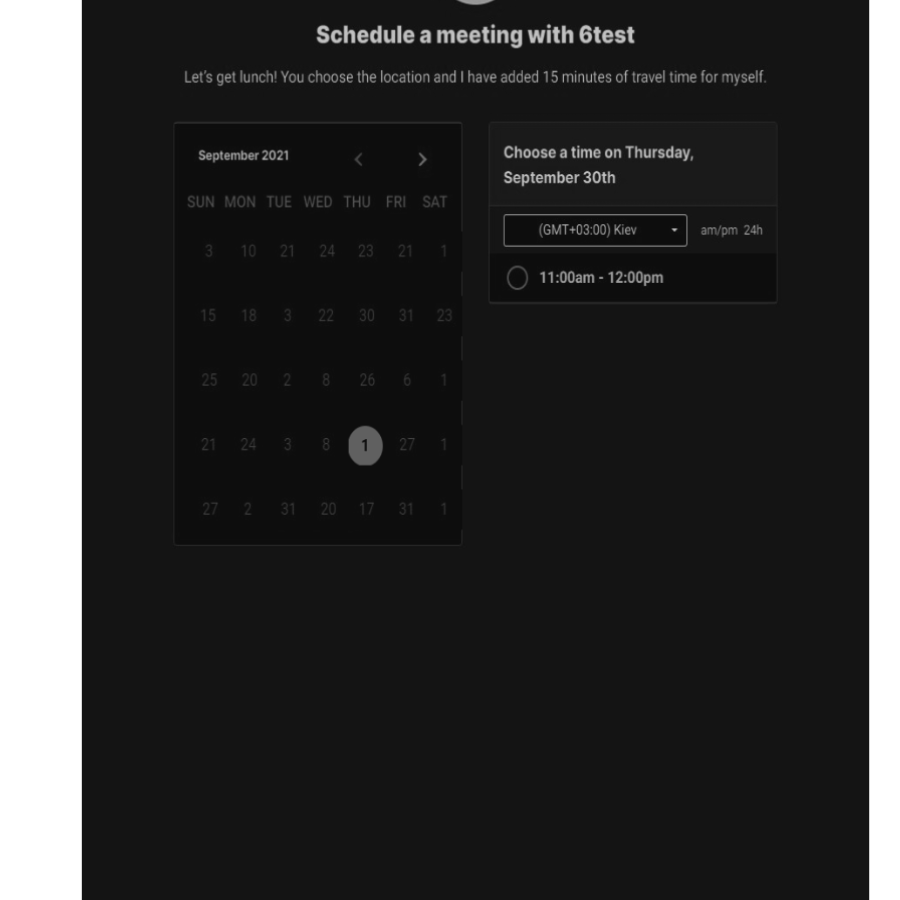 Schedule a meeting with 6test
Let's get lunch! You choose the location and I have added 15 minutes of travel time for myself.
September 2021
SUN MON TUE WED THU FRI SAT
3 10 21 24 23 21 1
15 18 3 22 30 31 23
25 20 2 8 26 6 1
21 24 3 8 1 27 1
27 2 31 20 17 31 1
Choose a time on Thursday,
September 30th
(GMT+03:00) Kiev am/pm 24h
11:00am - 12:00pm